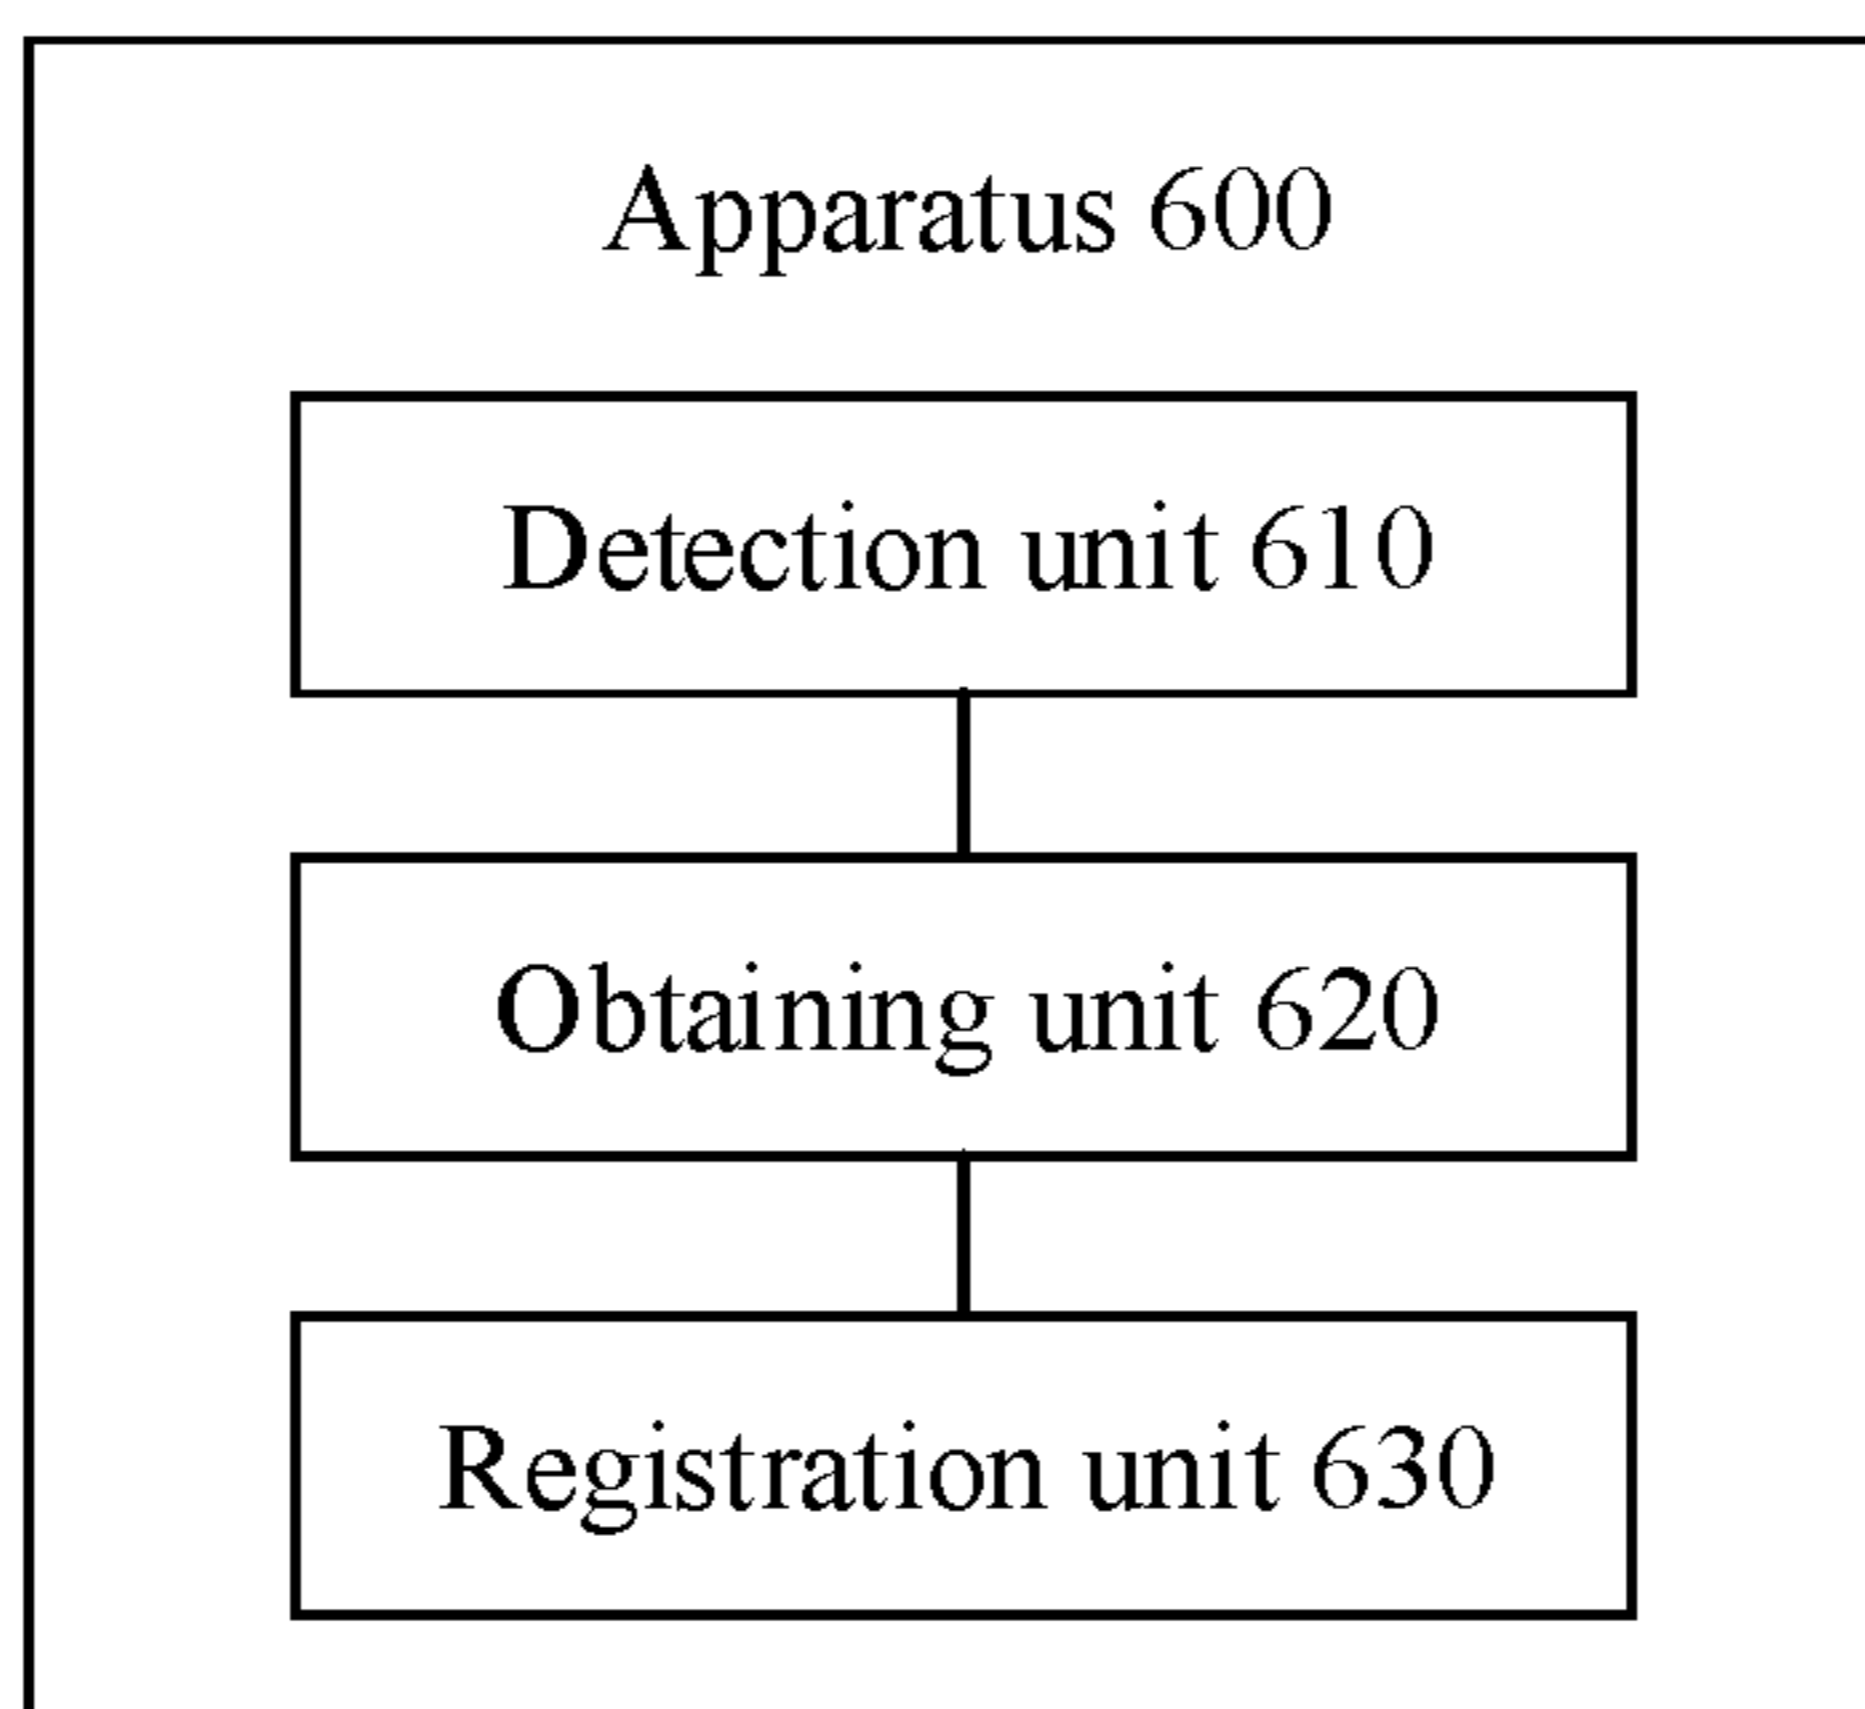 Apparatus 600
Detection unit 610
Obtaining unit 620
Registration unit 630